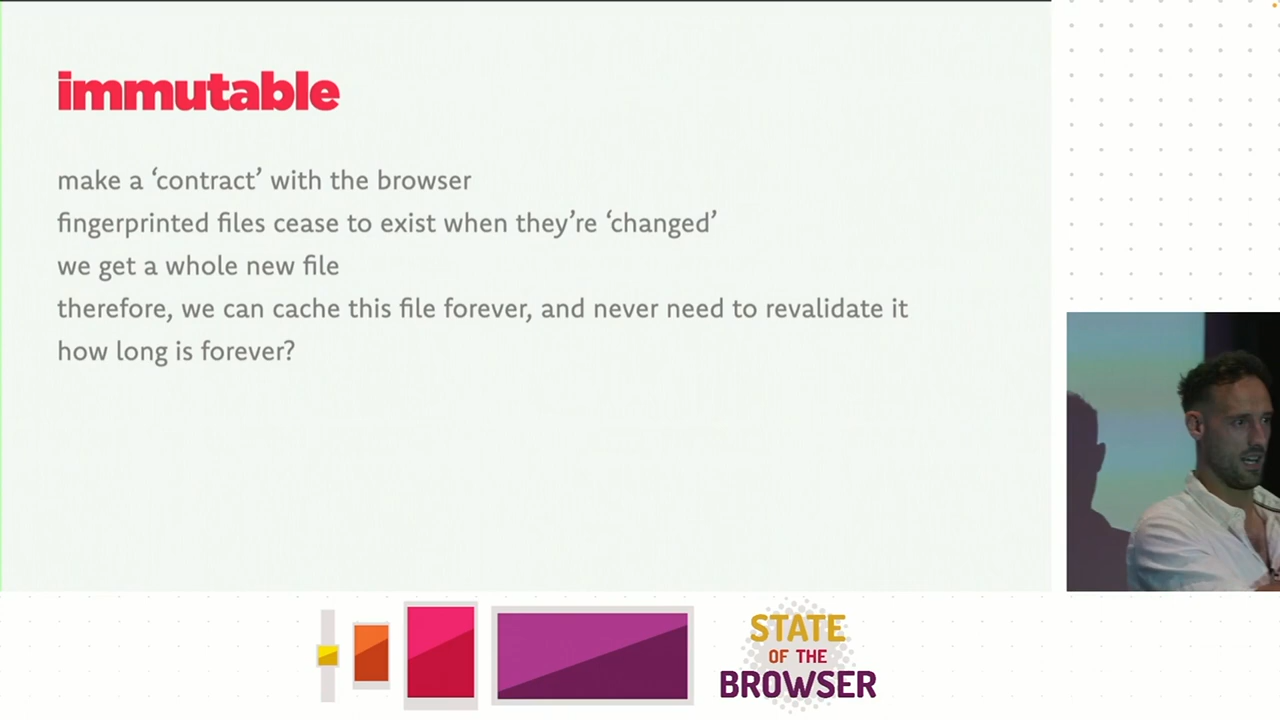 immutable
make a ‘contract’ with the browser
fingerprinted files cease to exist when they’re ‘changed’
we get a whole new file
therefore, we can cache this file forever, and never need to revalidate it
how long is forever?
STATE
OF THE
BROWSER